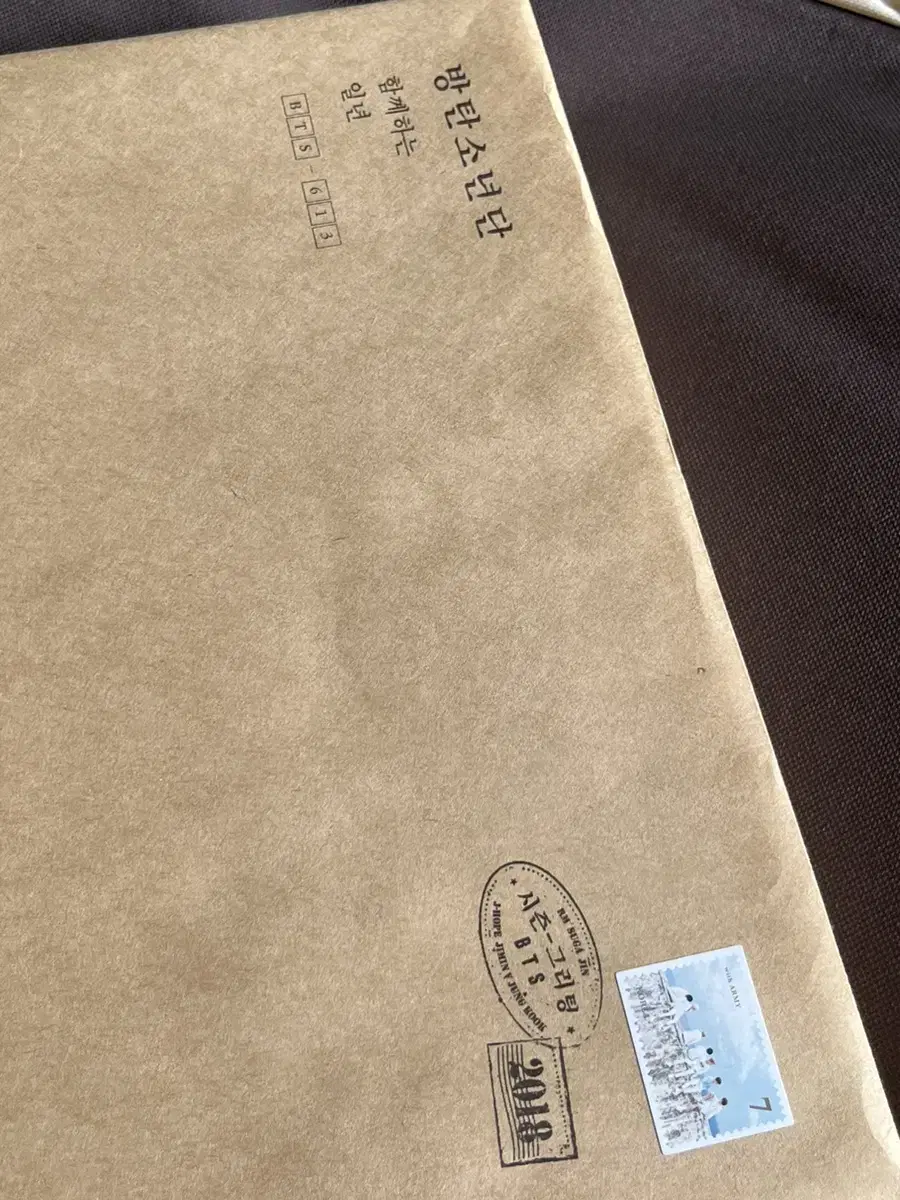 방탄소년단
함께하는
일년
BTS-613
RM SUGA JIN
시즌-그리팅
BTS
J-HOPE JIMIN V JUNG KOOK
2018
with ARMY
7